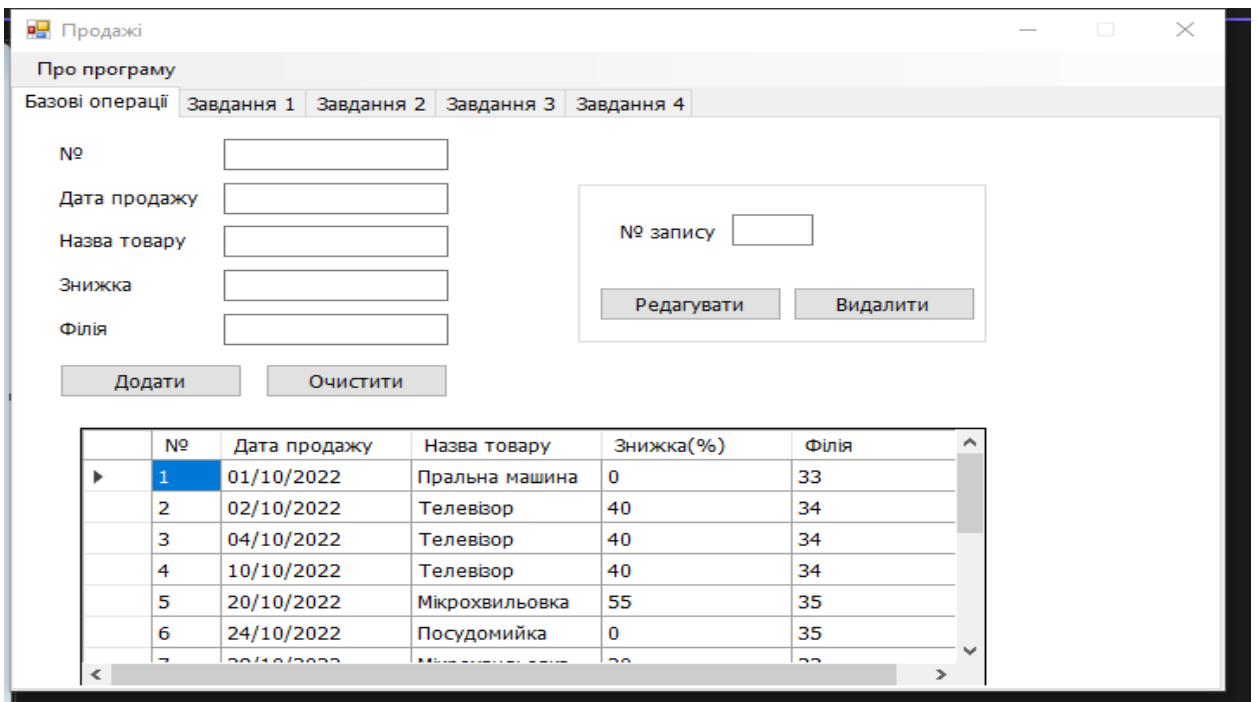 Продажі
Про програму
Базові операції Завдання 1 Завдання 2 Завдання 3 Завдання 4
№
Дата продажу
Назва товару
Знижка
Філія
№ запису
Редагувати Видалити
Додати Очистити
№ Дата продажу Назва товару Знижка(%) Філія
1 01/10/2022 Пральна машина 0 33
2 02/10/2022 Телевізор 40 34
3 04/10/2022 Телевізор 40 34
4 10/10/2022 Телевізор 40 34
5 20/10/2022 Мікрохвильовка 55 35
6 24/10/2022 Посудомийка 0 35